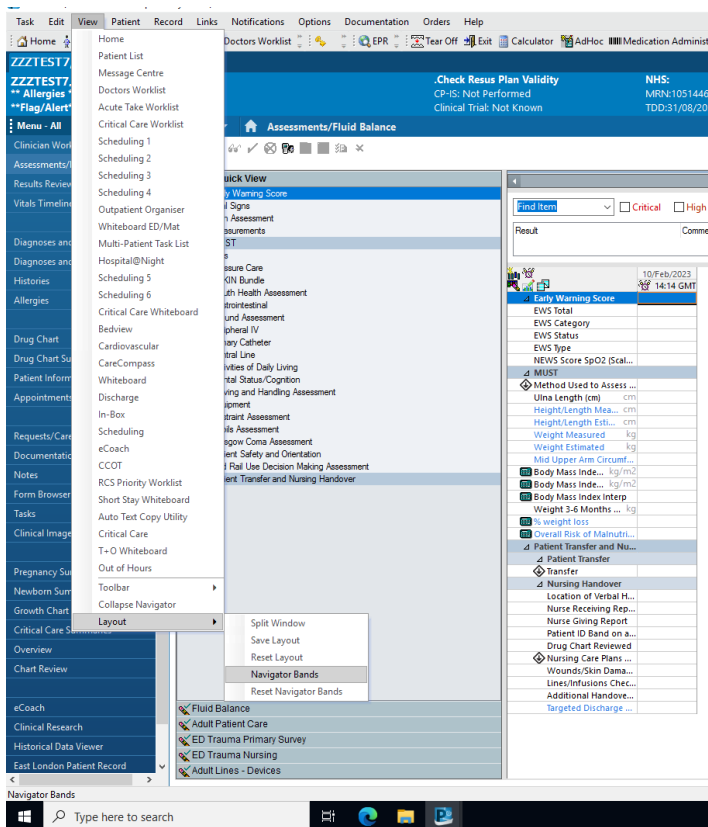 Task Edit View Patient Record Links Notifications Options Documentation Orders Help
Home Doctors Worklist EPR Tear Off Exit Calculator AdHoc Medication Administ
ZZZTEST7,
ZZZTEST7, .Check Resus Plan Validity NHS:
** Allergies * CP-IS: Not Performed MRN:1051446
**Flag/Alert* Clinical Trial: Not Known TDD:31/08/20
Menu - All Assessments/Fluid Balance
Clinician Work
Assessments/F
Results Review
Vitals Timeline
Diagnoses and
Diagnoses and
Histories
Allergies
Drug Chart
Drug Chart Su
Patient Inform
Appointments
Requests/Care
Documentatic
Notes
Form Browser
Tasks
Clinical Image
Pregnancy Su
Newborn Sum
Growth Chart
Critical Care Summaries
Overview
Chart Review
eCoach
Clinical Research
Historical Data Viewer
East London Patient Record
Home
Patient List
Message Centre
Doctors Worklist
Acute Take Worklist
Critical Care Worklist
Scheduling 1
Scheduling 2
Scheduling 3
Scheduling 4
Outpatient Organiser
Whiteboard ED/Mat
Multi-Patient Task List
Hospital@Night
Scheduling 5
Scheduling 6
Critical Care Whiteboard
Bedview
Cardiovascular
CareCompass
Whiteboard
Discharge
In-Box
Scheduling
eCoach
CCOT
RCS Priority Worklist
Short Stay Whiteboard
Auto Text Copy Utility
Critical Care
T+O Whiteboard
Out of Hours
Toolbar
Collapse Navigator
Layout
Split Window
Save Layout
Reset Layout
Navigator Bands
Reset Navigator Bands
uick View
ly Warning Score
l Signs
n Assessment
asurements
ST
s
ssure Care
KIN Bundle
uth Health Assessment
strointestinal
und Assessment
ipheral IV
nary Catheter
ntral Line
ivities of Daily Living
ntal Status/Cognition
ving and Handling Assessment
uipment
straint Assessment
ils Assessment
sgow Coma Assessment
ient Safety and Orientation
d Rail Use Decision Making Assessment
ient Transfer and Nursing Handover
Fluid Balance
Adult Patient Care
ED Trauma Primary Survey
ED Trauma Nursing
Adult Lines - Devices
Find Item Critical High
Result Comme
10/Feb/2023
14:14 GMT
Early Warning Score
EWS Total
EWS Category
EWS Status
EWS Type
NEWS Score SpO2 (Scal...
MUST
Method Used to Assess ...
Ulna Length (cm) cm
Height/Length Mea... cm
Height/Length Esti... cm
Weight Measured kg
Weight Estimated kg
Mid Upper Arm Circumf...
Body Mass Inde... kg/m2
Body Mass Inde... kg/m2
Body Mass Index Interp
Weight 3-6 Months ... kg
% weight loss
Overall Risk of Malnutri...
Patient Transfer and Nu...
Patient Transfer
Transfer
Nursing Handover
Location of Verbal H...
Nurse Receiving Rep...
Nurse Giving Report
Patient ID Band on a...
Drug Chart Reviewed
Nursing Care Plans ...
Wounds/Skin Dama...
Lines/Infusions Chec...
Additional Handove...
Targeted Discharge ...
Navigator Bands
Type here to search